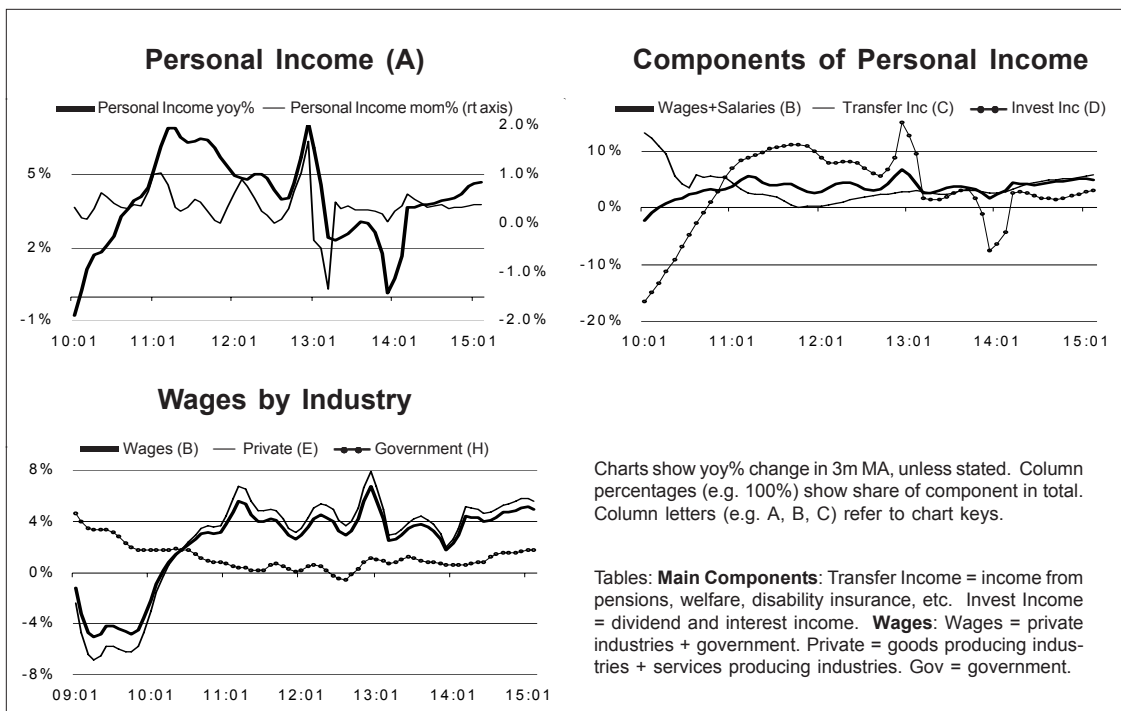 Personal Income (A)
Personal Income yoy% Personal Income mom% (rt axis)
5%
2%
-1%
2.0%
1.0%
0.0%
-1.0%
-2.0%
10:01 11:01 12:01 13:01 14:01 15:01
Components of Personal Income
Wages+Salaries (B) Transfer Inc (C) Invest Inc (D)
10%
0%
-10%
-20%
10:01 11:01 12:01 13:01 14:01 15:01
Wages by Industry
Wages (B) Private (E) Government (H)
8%
4%
0%
-4%
-8%
09:01 10:01 11:01 12:01 13:01 14:01 15:01
Charts show yoy% change in 3m MA, unless stated. Column
percentages (e.g. 100%) show share of component in total.
Column letters (e.g. A, B, C) refer to chart keys.
Tables: Main Components: Transfer Income = income from
pensions, welfare, disability insurance, etc. Invest Income
= dividend and interest income. Wages: Wages = private
industries + government. Private = goods producing indus-
tries + services producing industries. Gov = government.